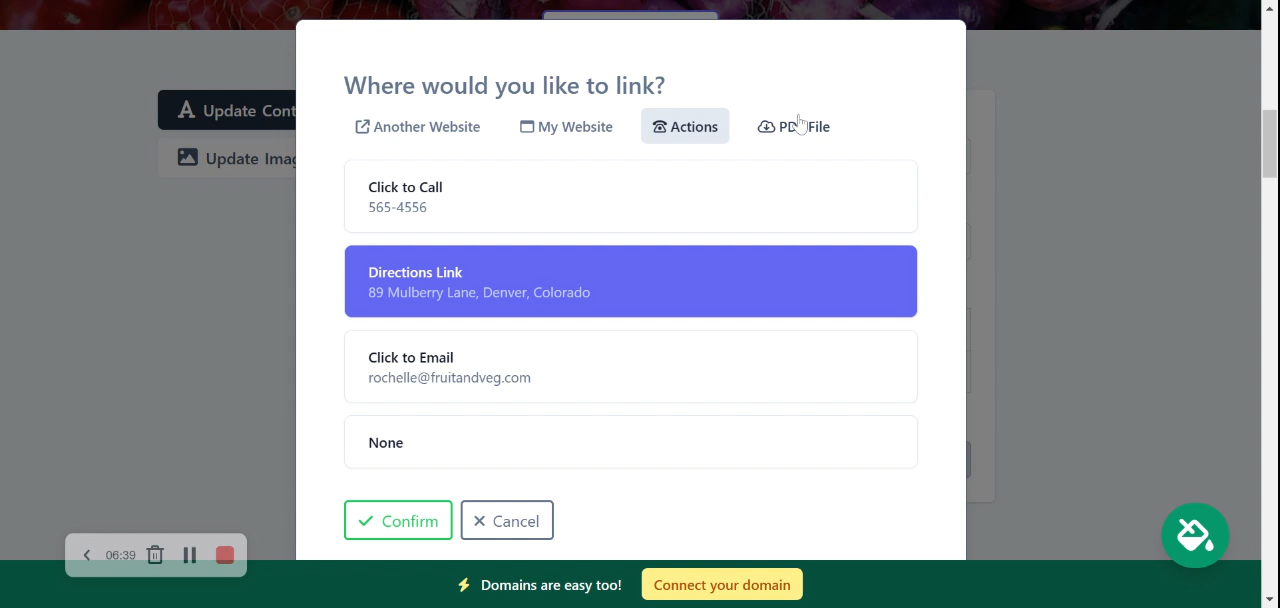 Where would you like to link?
Another Website My Website Actions PDF File
Update Cont
Update Imag
Click to Call
565-4556
Directions Link
89 Mulberry Lane, Denver, Colorado
Click to Email
rochelle@fruitandveg.com
None
Confirm Cancel
06:39
Domains are easy too! Connect your domain